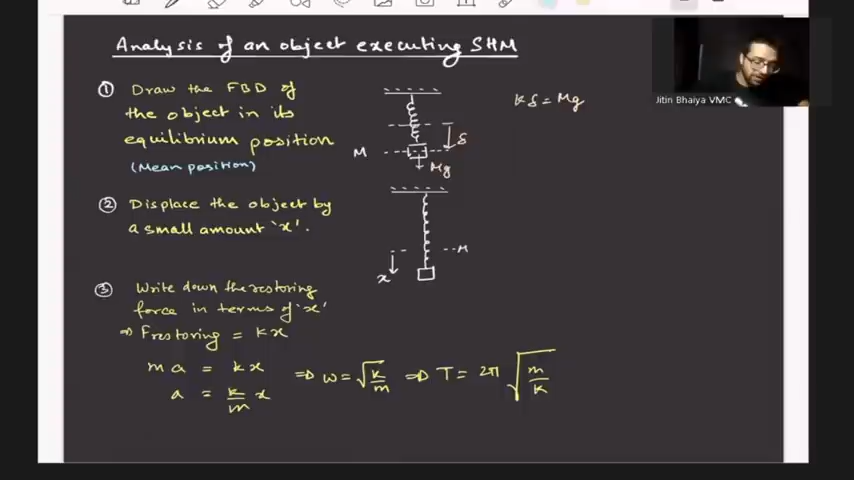 Analysis of an object executing SHM
① Draw the FBD of
the object in its
equilibrium position
(Mean position)
M
δ
Mg
Kδ = Mg
② Displace the object by
a small amount 'x'.
M
x
③ Write down the restoring
force in terms of 'x'
⇒ Frestoring = Kx
ma = kx
a = k/m x
⇒ ω = √k/m ⇒ T = 2π √m/k
Jitin Bhaiya VMC